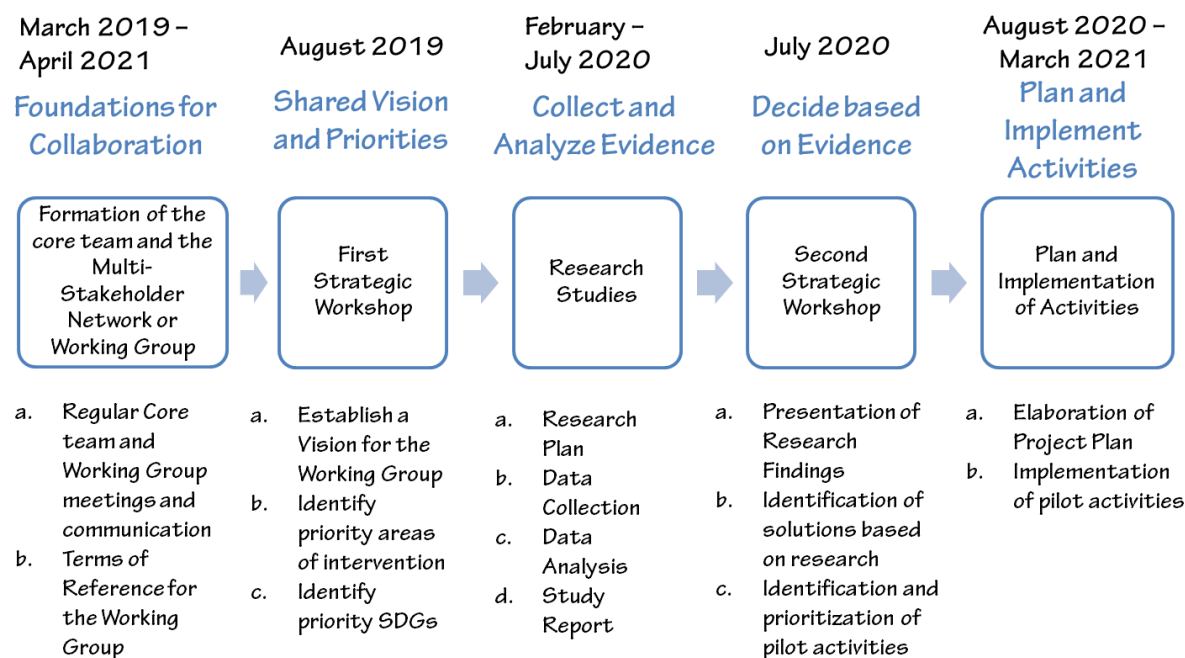 March 2019 –
April 2021
Foundations for
Collaboration
Formation of the
core team and the
Multi-
Stakeholder
Network or
Working Group
a. Regular Core
team and
Working Group
meetings and
communication
b. Terms of
Reference for
the Working
Group
August 2019
Shared Vision
and Priorities
First
Strategic
Workshop
a. Establish a
Vision for the
Working Group
b. Identify
priority areas
of intervention
c. Identify
priority SDGs
February –
July 2020
Collect and
Analyze Evidence
Research
Studies
a. Research
Plan
b. Data
Collection
c. Data
Analysis
d. Study
Report
July 2020
Decide based
on Evidence
Second
Strategic
Workshop
a. Presentation of
Research
Findings
b. Identification of
solutions based
on research
c. Identification and
prioritization of
pilot activities
August 2020 –
March 2021
Plan and
Implement
Activities
Plan and
Implementation
of Activities
a. Elaboration of
Project Plan
b. Implementation
of pilot activities